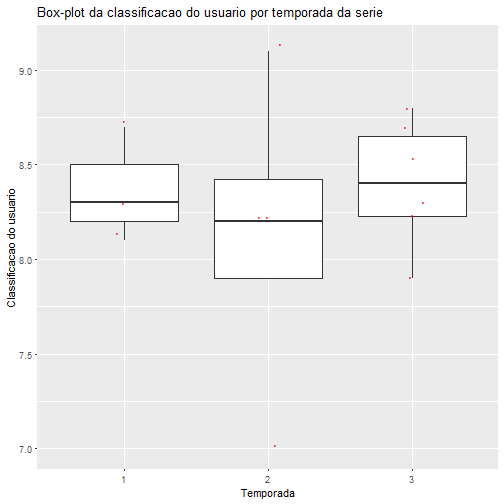 Box-plot da classificacao do usuario por temporada da serie
Classificacao do usuario
9.0
8.5
8.0
7.5
7.0
1
2
3
Temporada